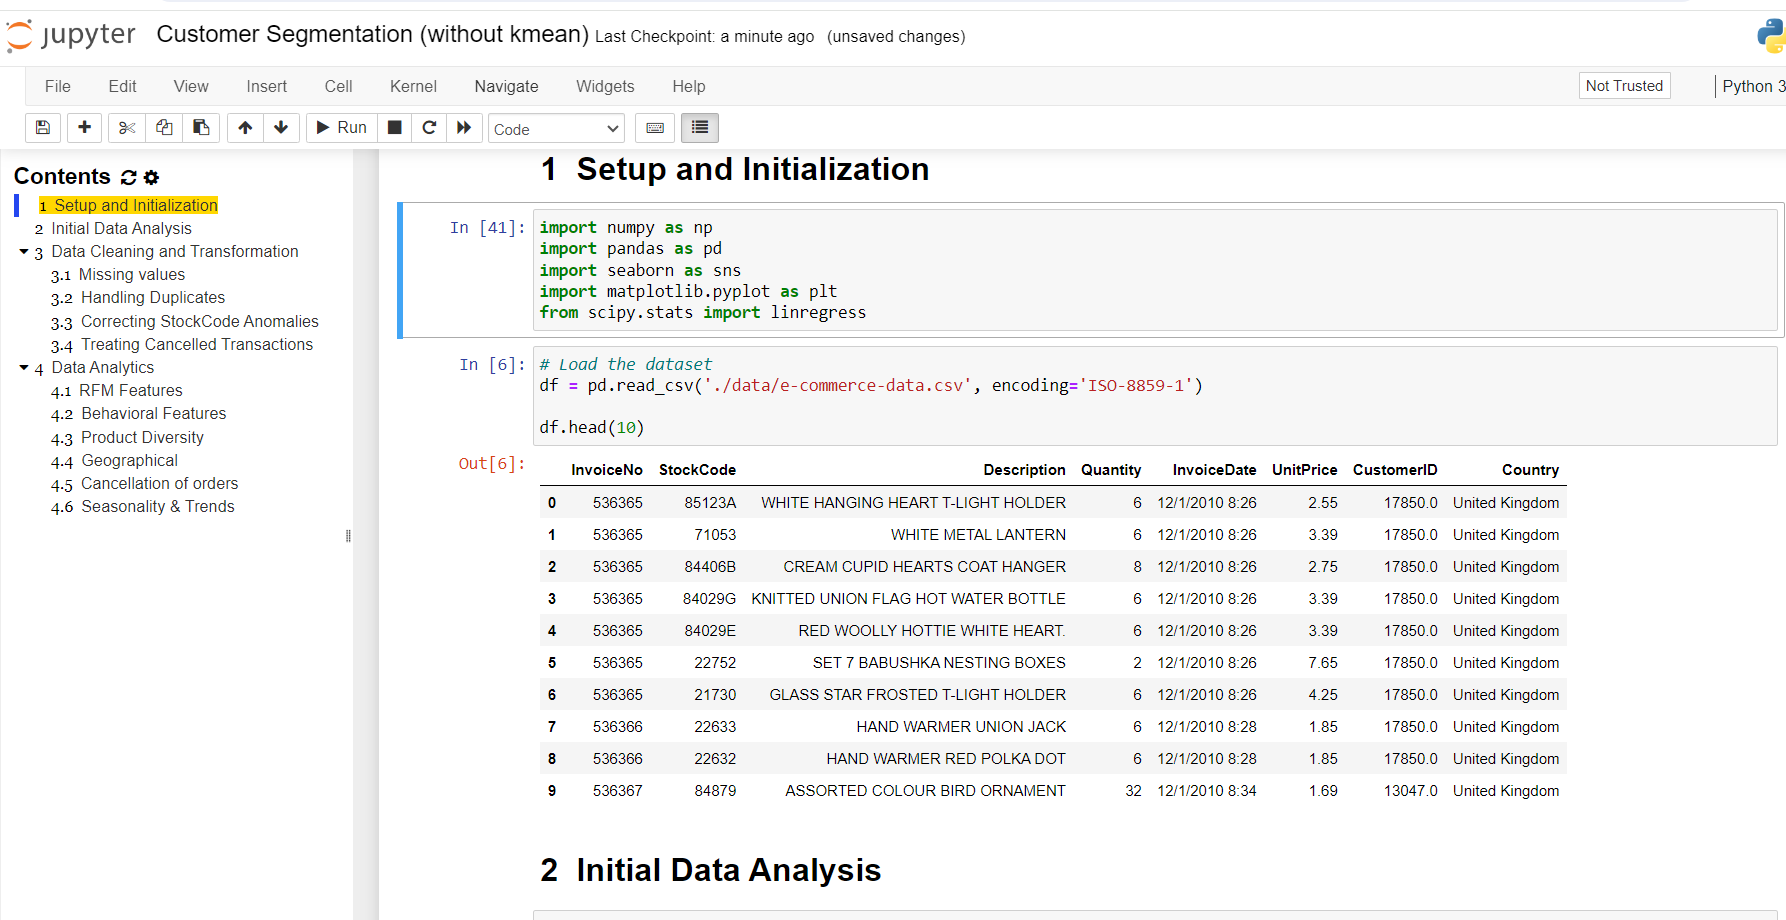 jupyter Customer Segmentation (without kmean) Last Checkpoint: a minute ago (unsaved changes)
File Edit View Insert Cell Kernel Navigate Widgets Help Not Trusted Python 3
Run Code
Contents
1 Setup and Initialization
2 Initial Data Analysis
3 Data Cleaning and Transformation
3.1 Missing values
3.2 Handling Duplicates
3.3 Correcting StockCode Anomalies
3.4 Treating Cancelled Transactions
4 Data Analytics
4.1 RFM Features
4.2 Behavioral Features
4.3 Product Diversity
4.4 Geographical
4.5 Cancellation of orders
4.6 Seasonality & Trends
1 Setup and Initialization
In [41]: import numpy as np
import pandas as pd
import seaborn as sns
import matplotlib.pyplot as plt
from scipy.stats import linregress
In [6]: # Load the dataset
df = pd.read_csv('./data/e-commerce-data.csv', encoding='ISO-8859-1')
df.head(10)
Out[6]:
InvoiceNo StockCode Description Quantity InvoiceDate UnitPrice CustomerID Country
0 536365 85123A WHITE HANGING HEART T-LIGHT HOLDER 6 12/1/2010 8:26 2.55 17850.0 United Kingdom
1 536365 71053 WHITE METAL LANTERN 6 12/1/2010 8:26 3.39 17850.0 United Kingdom
2 536365 84406B CREAM CUPID HEARTS COAT HANGER 8 12/1/2010 8:26 2.75 17850.0 United Kingdom
3 536365 84029G KNITTED UNION FLAG HOT WATER BOTTLE 6 12/1/2010 8:26 3.39 17850.0 United Kingdom
4 536365 84029E RED WOOLLY HOTTIE WHITE HEART. 6 12/1/2010 8:26 3.39 17850.0 United Kingdom
5 536365 22752 SET 7 BABUSHKA NESTING BOXES 2 12/1/2010 8:26 7.65 17850.0 United Kingdom
6 536365 21730 GLASS STAR FROSTED T-LIGHT HOLDER 6 12/1/2010 8:26 4.25 17850.0 United Kingdom
7 536366 22633 HAND WARMER UNION JACK 6 12/1/2010 8:28 1.85 17850.0 United Kingdom
8 536366 22632 HAND WARMER RED POLKA DOT 6 12/1/2010 8:28 1.85 17850.0 United Kingdom
9 536367 84879 ASSORTED COLOUR BIRD ORNAMENT 32 12/1/2010 8:34 1.69 13047.0 United Kingdom
2 Initial Data Analysis